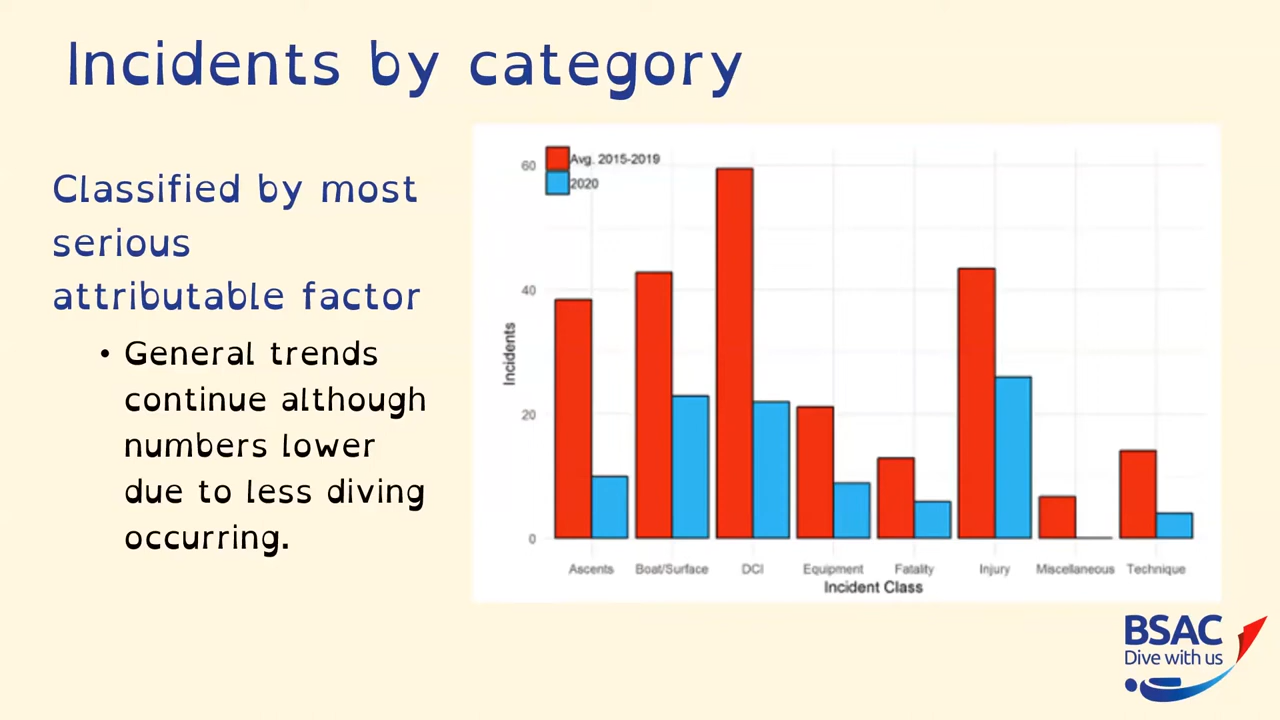 Incidents by category
Classified by most
serious
attributable factor
• General trends
continue although
numbers lower
due to less diving
occurring.
Avg. 2015-2019
2020
60
40
20
0
Incidents
Ascents Boat/Surface DCI Equipment Fatality Injury Miscellaneous Technique
Incident Class
BSAC
Dive with us